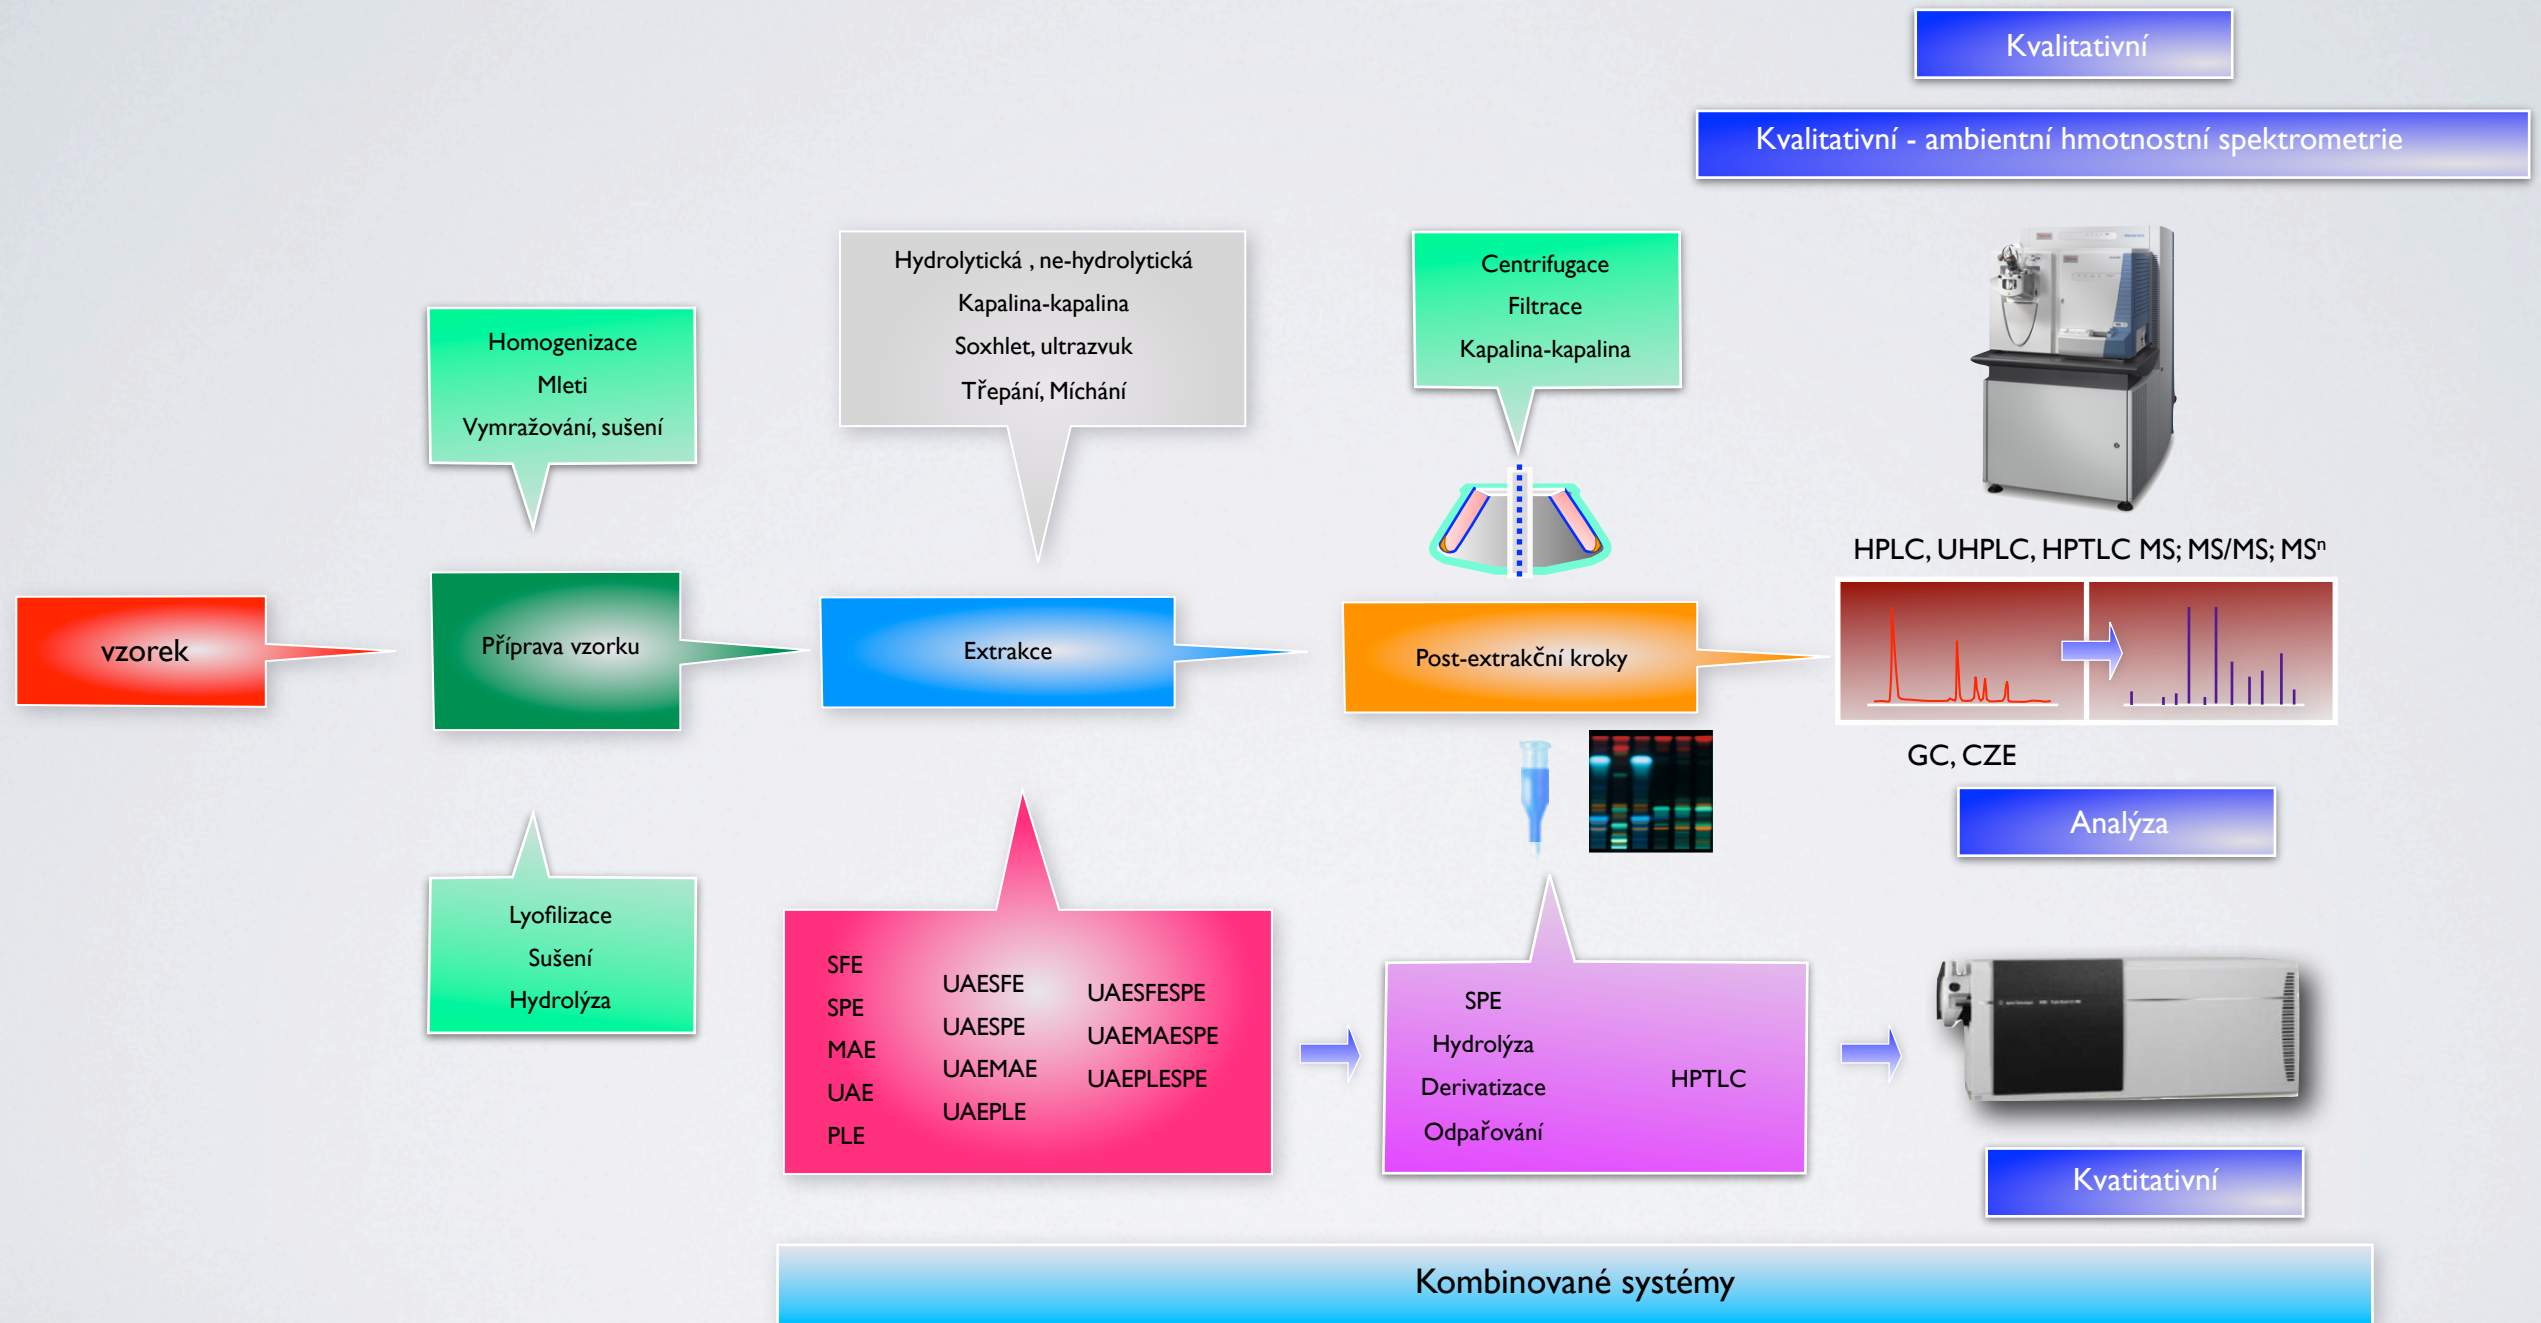 Kvalitativní
Kvalitativní - ambientní hmotnostní spektrometrie
Hydrolytická , ne-hydrolytická
Kapalina-kapalina
Soxhlet, ultrazvuk
Třepání, Míchání
Centrifugace
Filtrace
Kapalina-kapalina
Homogenizace
Mleti
Vymražování, sušení
HPLC, UHPLC, HPTLC MS; MS/MS; MSⁿ
vzorek
Příprava vzorku
Extrakce
Post-extrakční kroky
GC, CZE
Analýza
Lyofilizace
Sušení
Hydrolýza
SFE
SPE
MAE
UAE
PLE
UAESFE
UAESPE
UAEMAE
UAEPLE
UAESFESPE
UAEMAESPE
UAEPLESPE
SPE
Hydrolýza
Derivatizace
Odpařování
HPTLC
Kvatitativní
Kombinované systémy